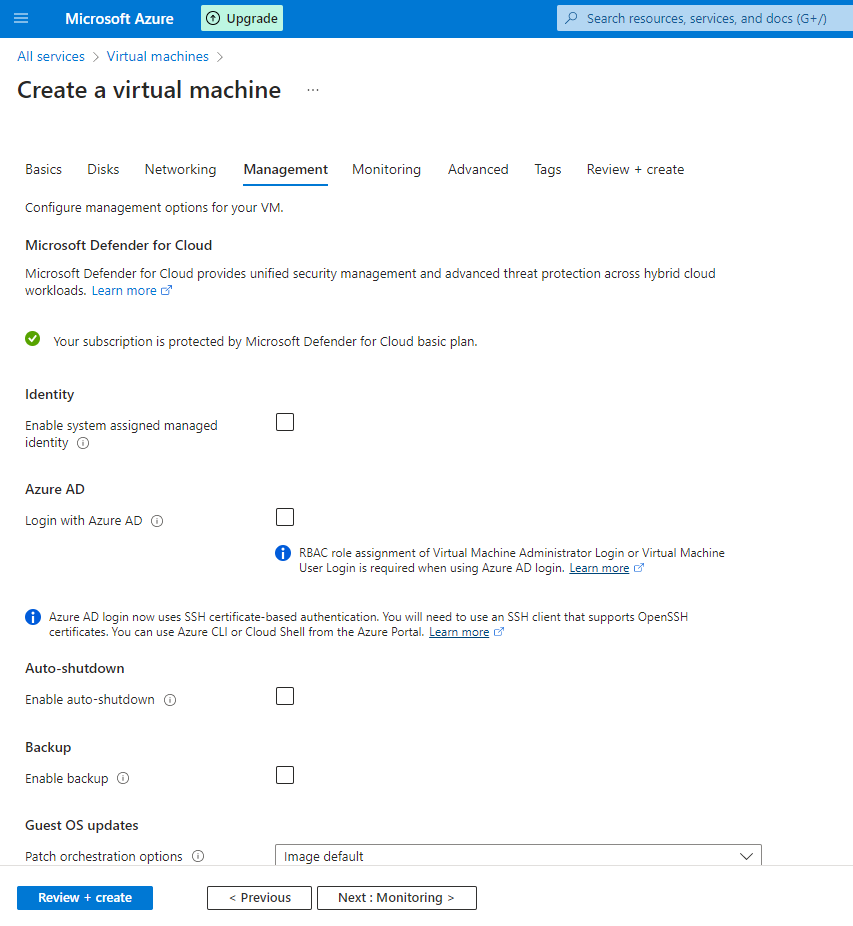 Microsoft Azure
Upgrade
Search resources, services, and docs (G+/)
All services > Virtual machines >
Create a virtual machine ...
Basics Disks Networking Management Monitoring Advanced Tags Review + create
Configure management options for your VM.
Microsoft Defender for Cloud
Microsoft Defender for Cloud provides unified security management and advanced threat protection across hybrid cloud
workloads. Learn more
Your subscription is protected by Microsoft Defender for Cloud basic plan.
Identity
Enable system assigned managed
identity
Azure AD
Login with Azure AD
RBAC role assignment of Virtual Machine Administrator Login or Virtual Machine
User Login is required when using Azure AD login. Learn more
Azure AD login now uses SSH certificate-based authentication. You will need to use an SSH client that supports OpenSSH
certificates. You can use Azure CLI or Cloud Shell from the Azure Portal. Learn more
Auto-shutdown
Enable auto-shutdown
Backup
Enable backup
Guest OS updates
Patch orchestration options
Image default
Review + create
< Previous
Next : Monitoring >